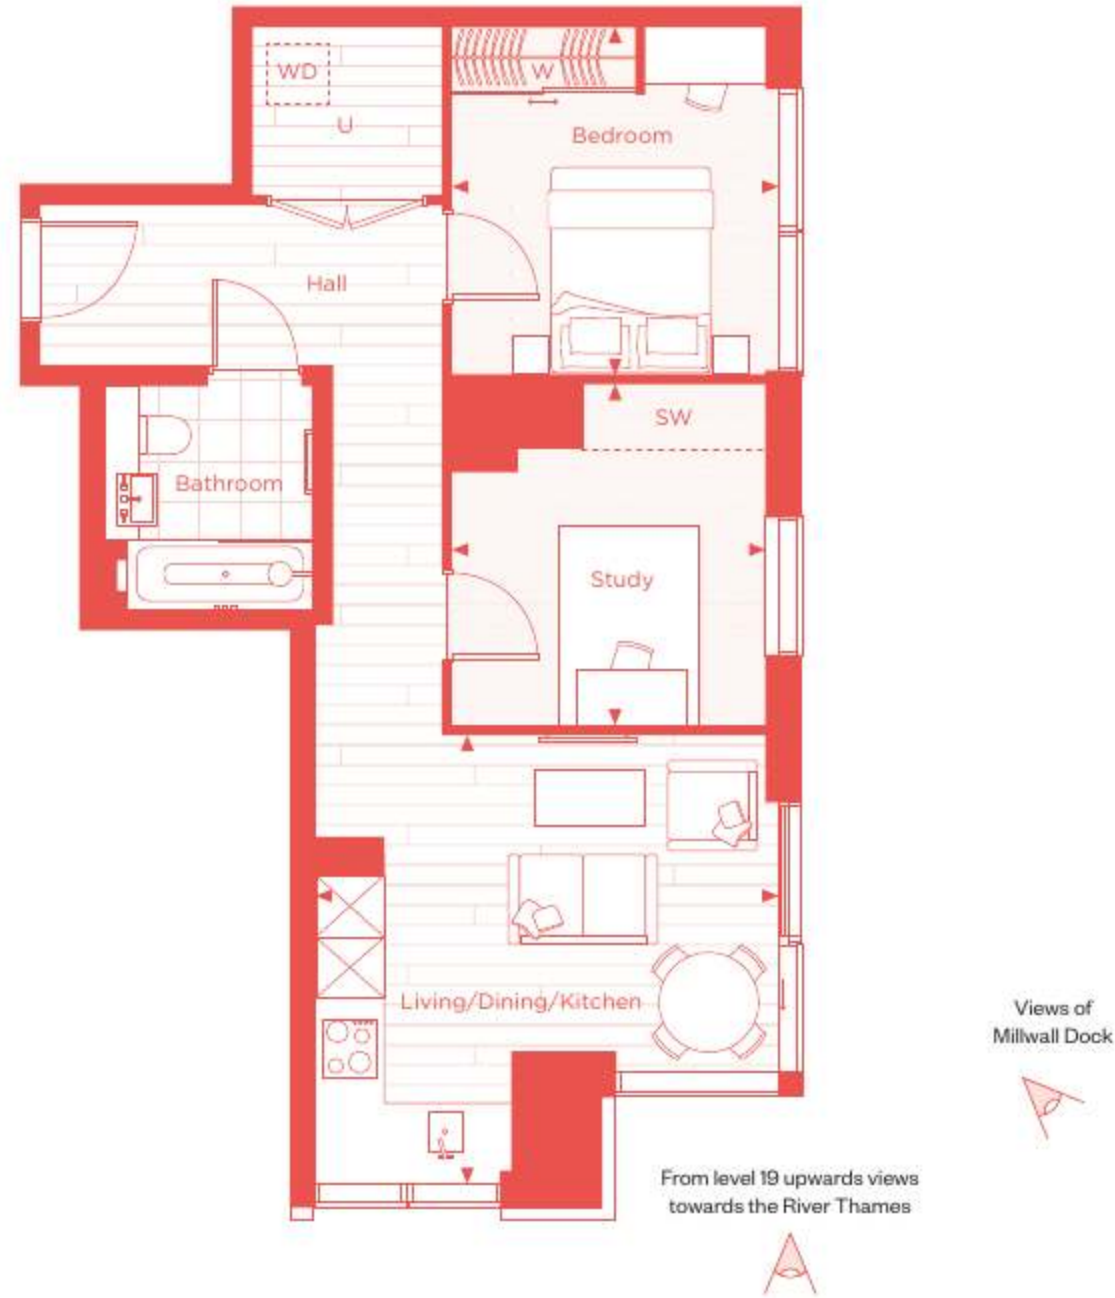 WD
U
W
Bedroom
Hall
SW
Bathroom
Study
Living/Dining/Kitchen
Views of
Millwall Dock
From level 19 upwards views
towards the River Thames